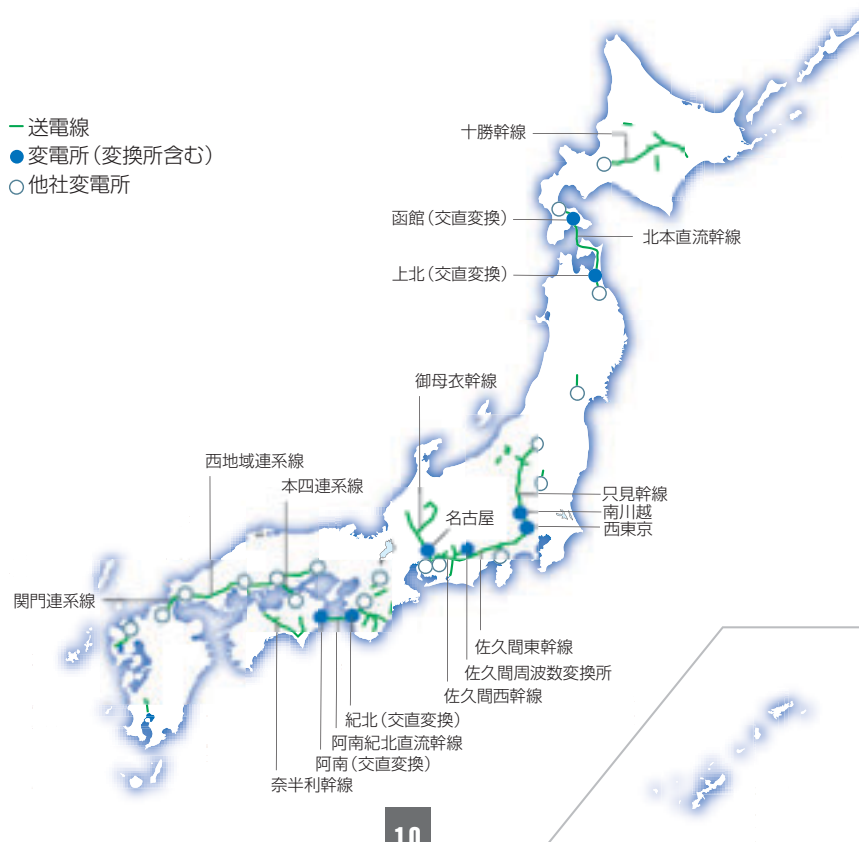 送電線
変電所(変換所含む)
他社変電所
十勝幹線
函館(交直変換)
北本直流幹線
上北(交直変換)
御母衣幹線
西地域連系線
本四連系線
名古屋
只見幹線
南川越
西東京
関門連系線
佐久間東幹線
佐久間周波数変換所
佐久間西幹線
紀北(交直変換)
阿南紀北直流幹線
阿南(交直変換)
奈半利幹線
10